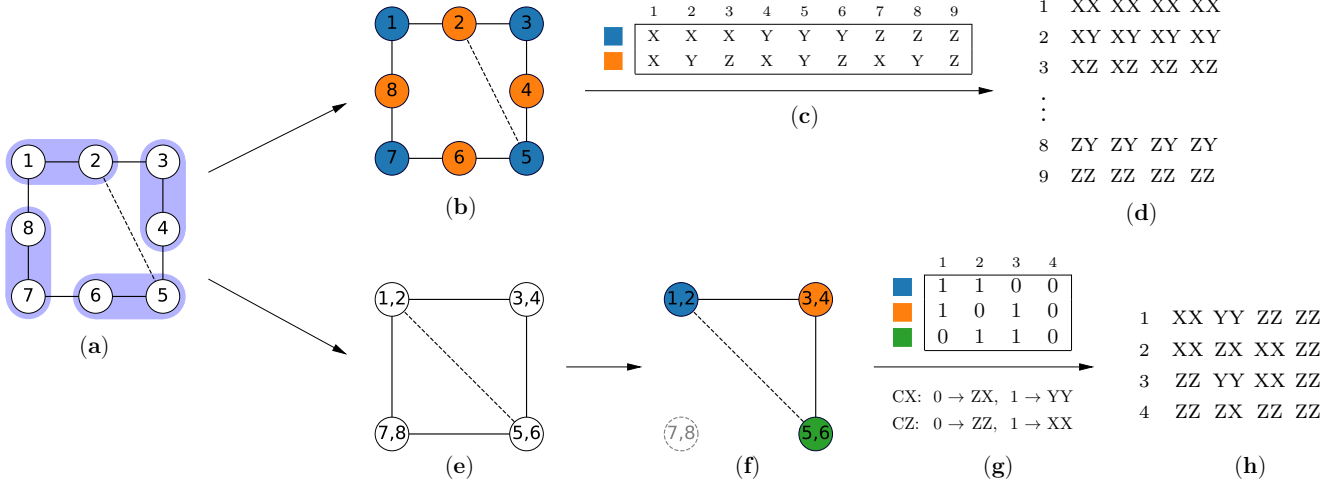 1 2 3
8 4
7 6 5
(b)
1 2 3 4 5 6 7 8 9
X X X Y Y Y Z Z Z
X Y Z X Y Z X Y Z
(c)
1 XX XX XX XX
2 XY XY XY XY
3 XZ XZ XZ XZ
⋮
8 ZY ZY ZY ZY
9 ZZ ZZ ZZ ZZ
(d)
1 2 3
8 4
7 6 5
(a)
1,2 3,4
7,8 5,6
(e)
1,2 3,4
7,8 5,6
(f)
1 2 3 4
1 1 0 0
1 0 1 0
0 1 1 0
CX: 0 → ZX, 1 → YY
CZ: 0 → ZZ, 1 → XX
(g)
1 XX YY ZZ ZZ
2 XX ZX XX ZZ
3 ZZ YY XX ZZ
4 ZZ ZX ZZ ZZ
(h)